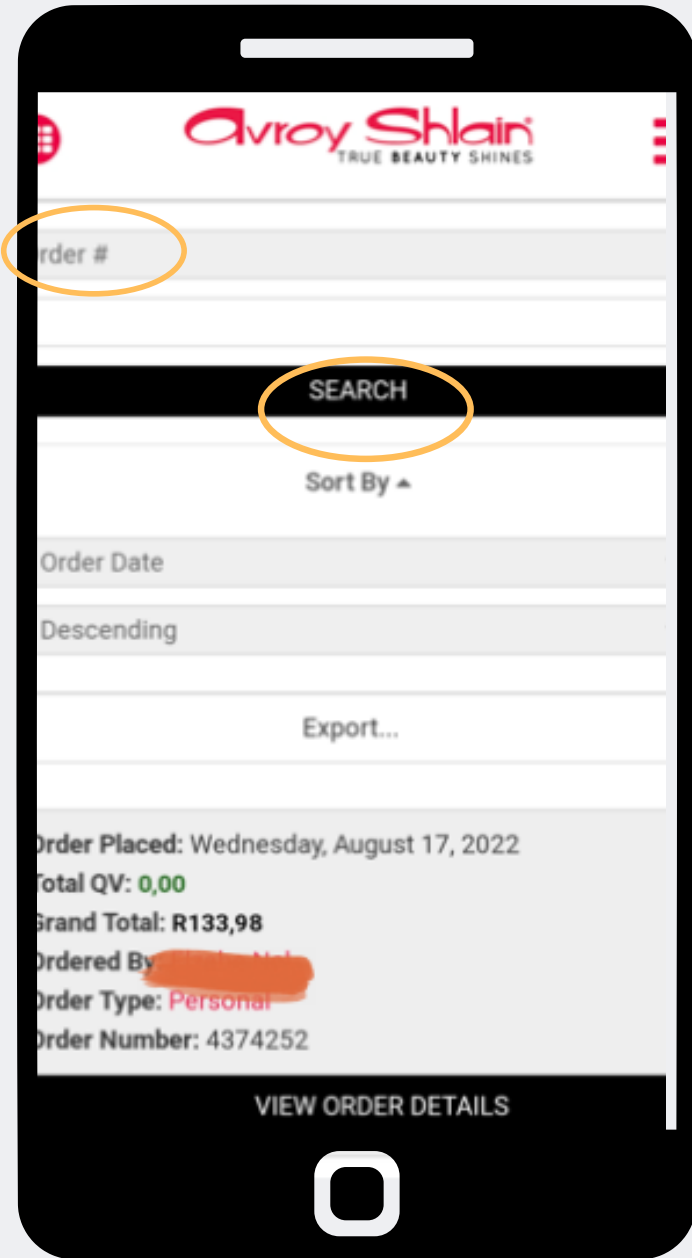 avroy Shlain
TRUE BEAUTY SHINES
rder #
SEARCH
Sort By
Order Date
Descending
Export...
Order Placed: Wednesday, August 17, 2022
Total QV: 0,00
Grand Total: R133,98
Ordered By
Order Type: Personal
Order Number: 4374252
VIEW ORDER DETAILS